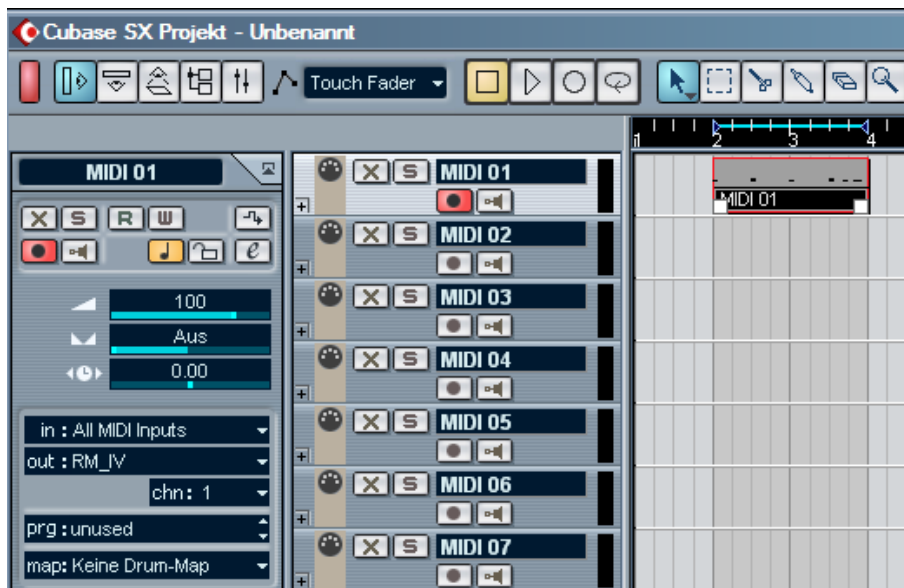 Cubase SX Projekt - Unbenannt
Touch Fader
1 2 3 4
MIDI 01
X S R W
e
100
Aus
0.00
in : All MIDI Inputs
out : RM_IV
chn: 1
prg : unused
map: Keine Drum-Map
X S MIDI 01
X S MIDI 02
X S MIDI 03
X S MIDI 04
X S MIDI 05
X S MIDI 06
X S MIDI 07
MIDI 01